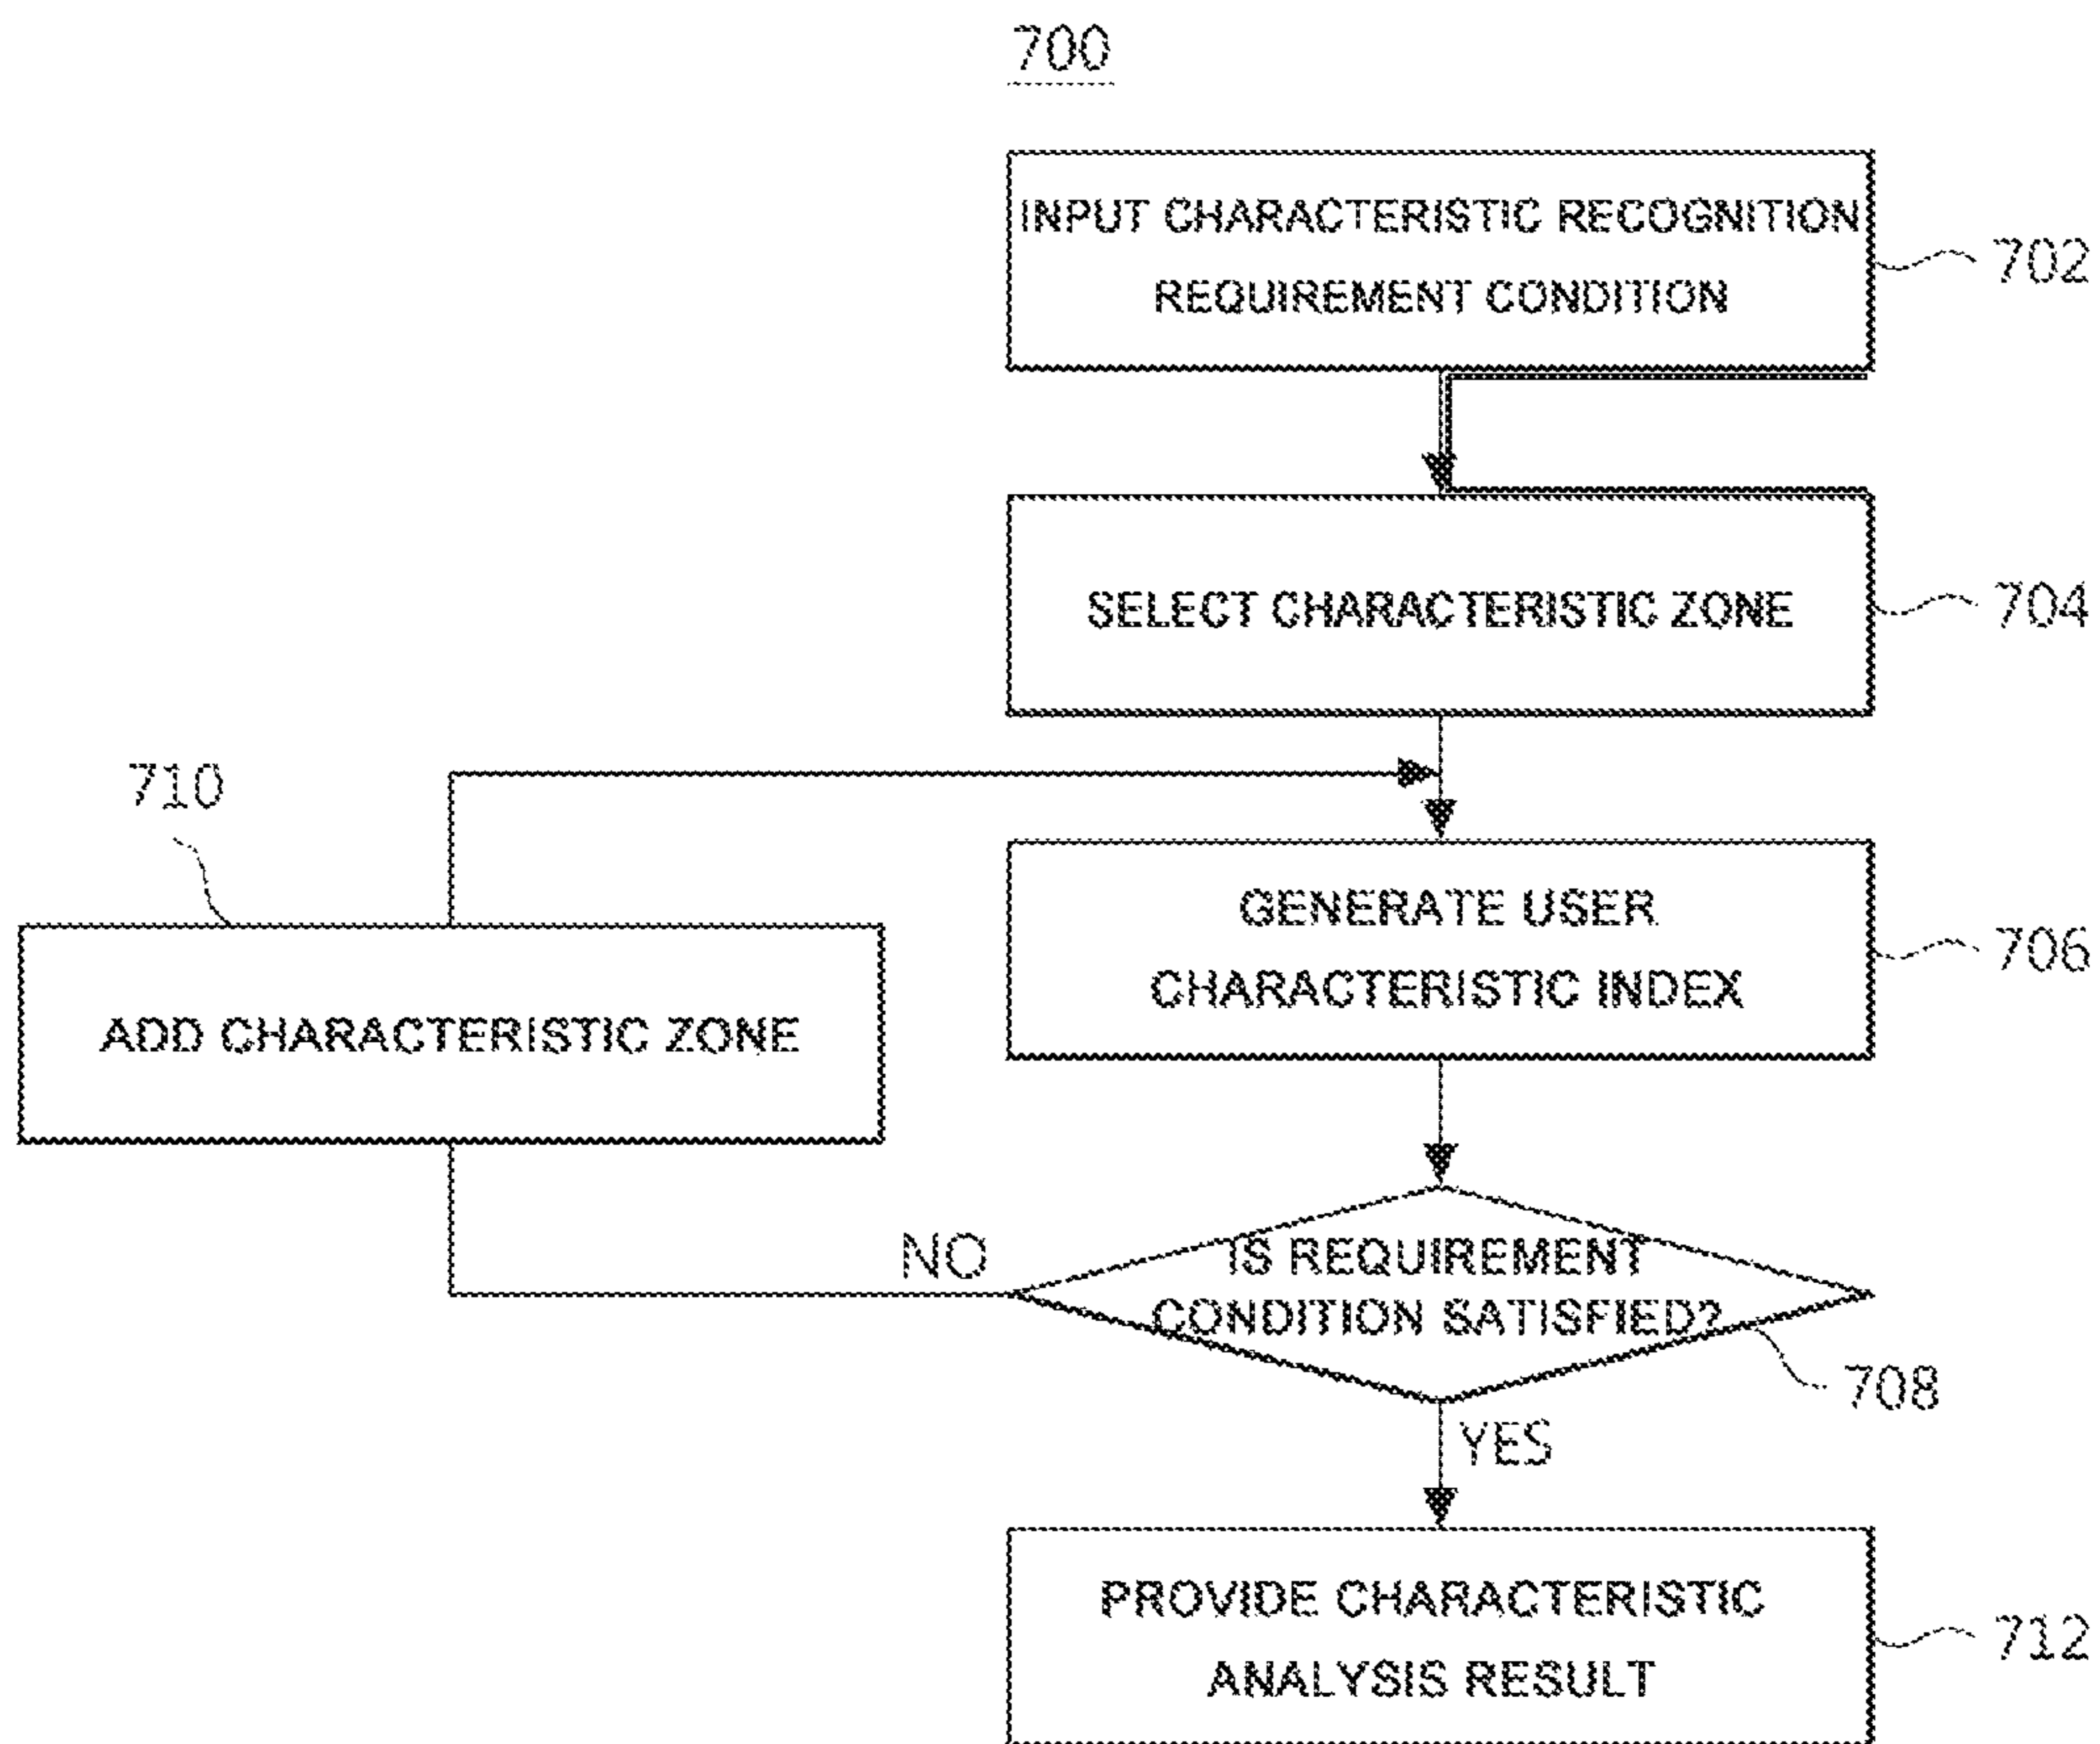 700
INPUT CHARACTERISTIC RECOGNITION
REQUIREMENT CONDITION
702
SELECT CHARACTERISTIC ZONE
704
710
GENERATE USER
CHARACTERISTIC INDEX
706
ADD CHARACTERISTIC ZONE
NO
IS REQUIREMENT
CONDITION SATISFIED?
708
YES
PROVIDE CHARACTERISTIC
ANALYSIS RESULT
712